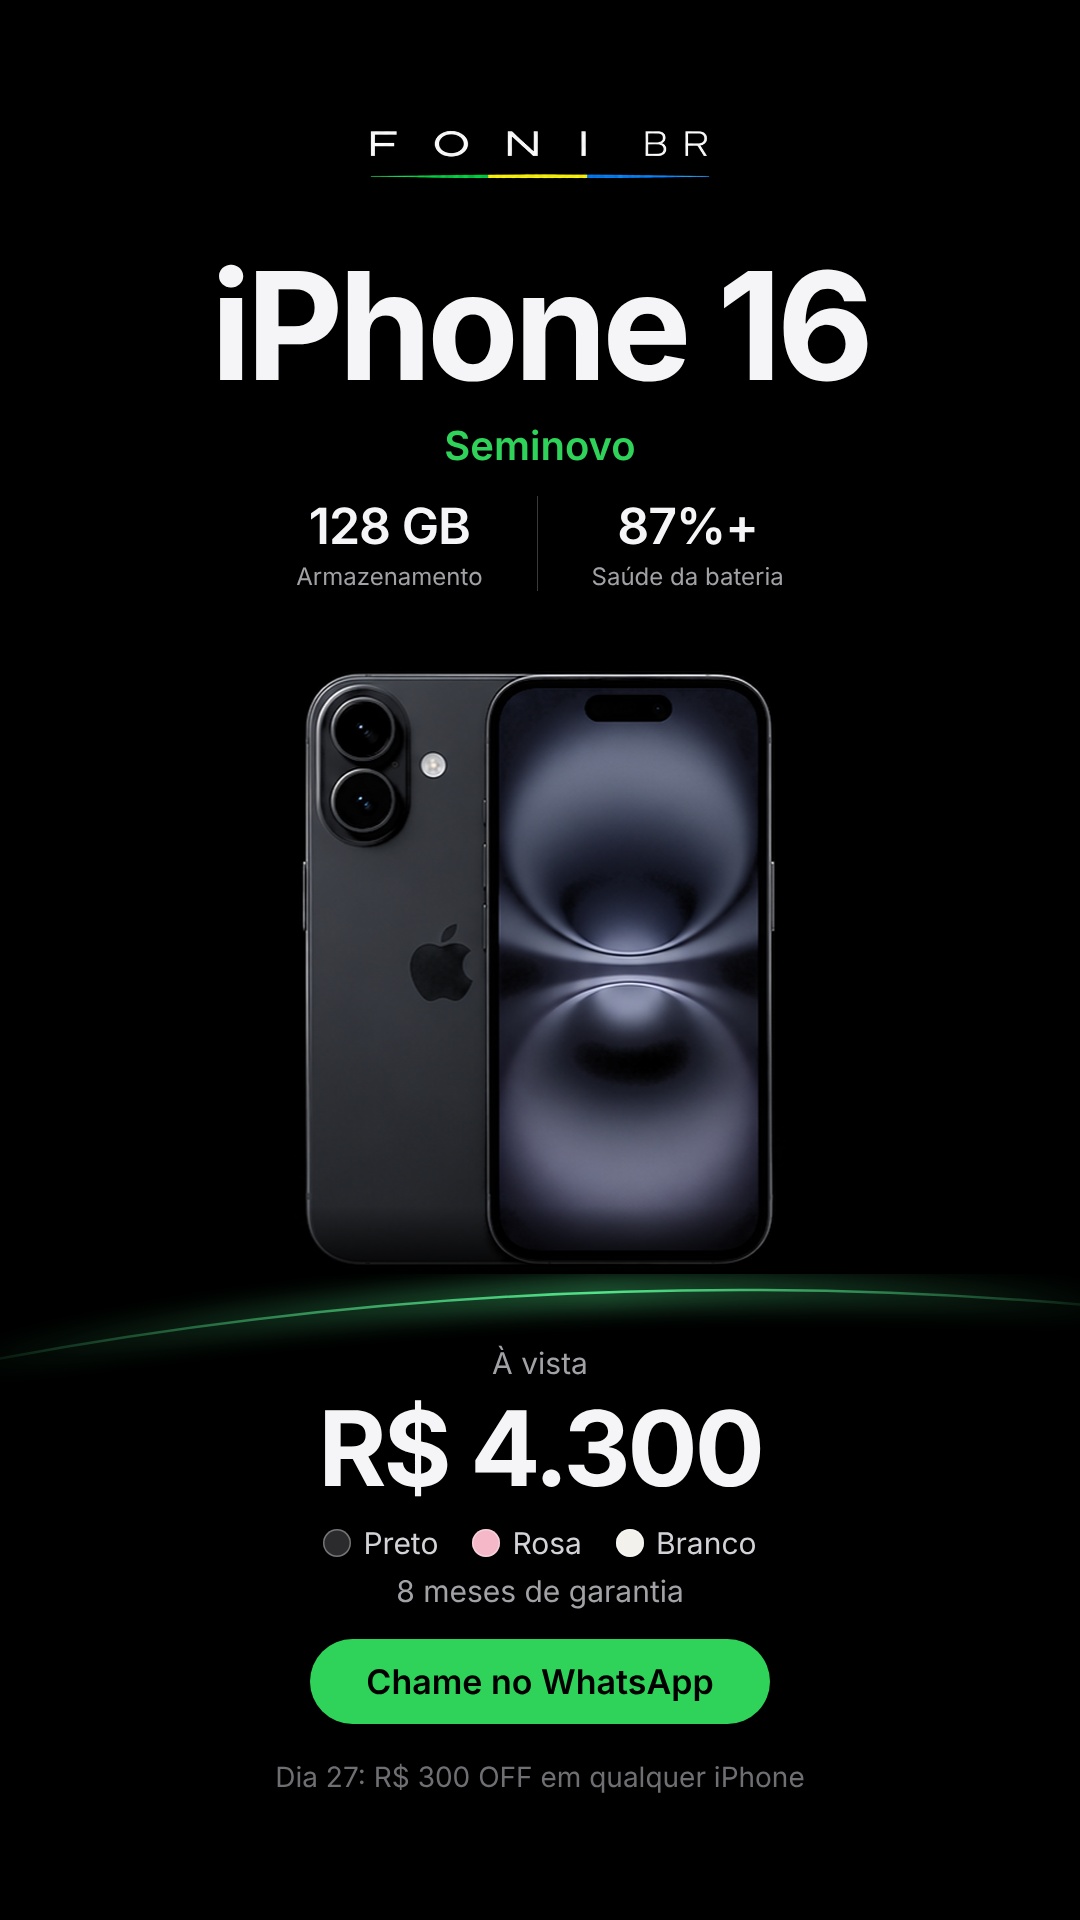 FONI BR
iPhone 16
Seminovo
128 GB
Armazenamento
87%+
Saúde da bateria
À vista
R$ 4.300
Preto
Rosa
Branco
8 meses de garantia
Chame no WhatsApp
Dia 27: R$ 300 OFF em qualquer iPhone